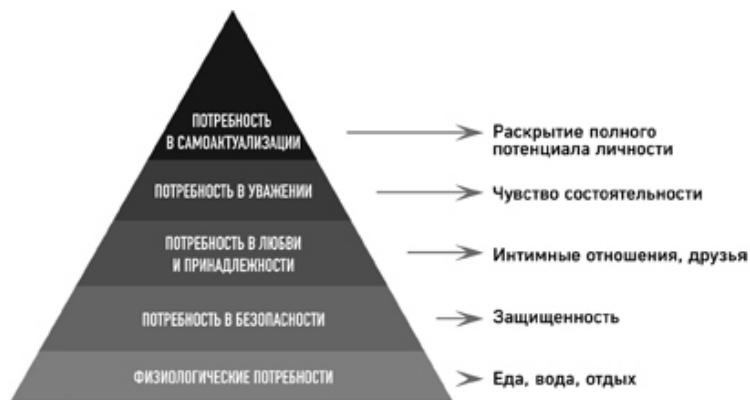 ПОТРЕБНОСТЬ
В САМОАКТУАЛИЗАЦИИ
Раскрытие полного
потенциала личности
ПОТРЕБНОСТЬ В УВАЖЕНИИ
Чувство состоятельности
ПОТРЕБНОСТЬ В ЛЮБВИ
И ПРИНАДЛЕЖНОСТИ
Интимные отношения, друзья
ПОТРЕБНОСТЬ В БЕЗОПАСНОСТИ
Защищенность
ФИЗИОЛОГИЧЕСКИЕ ПОТРЕБНОСТИ
Еда, вода, отдых